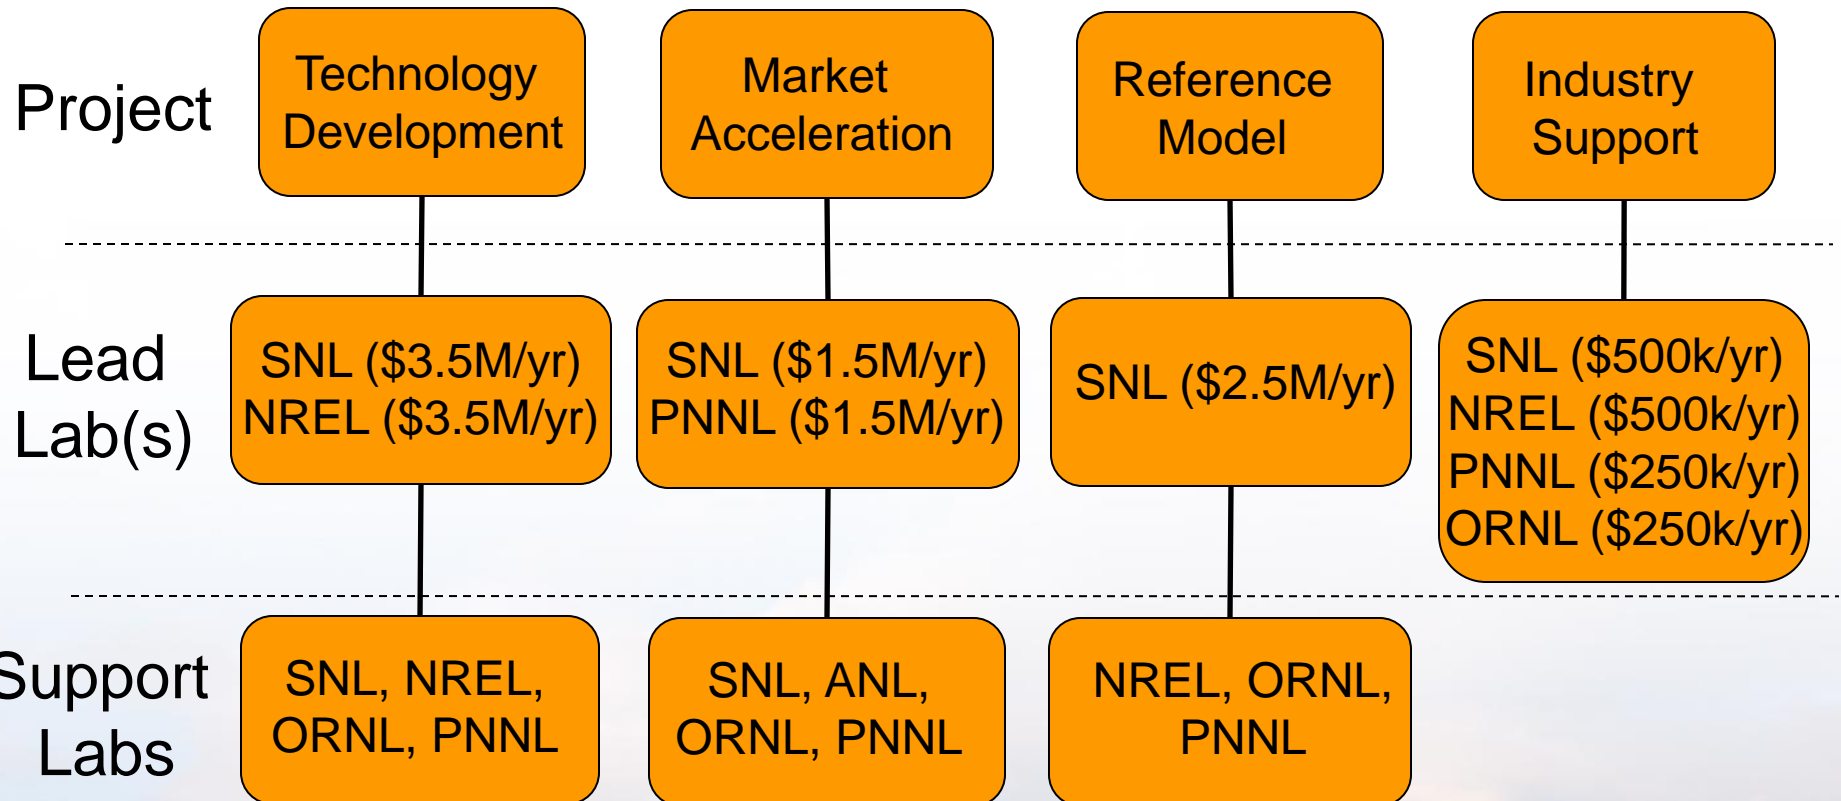 Project
Technology
Development
Market
Acceleration
Reference
Model
Industry
Support
Lead
Lab(s)
SNL ($3.5M/yr)
NREL ($3.5M/yr)
SNL ($1.5M/yr)
PNNL ($1.5M/yr)
SNL ($2.5M/yr)
SNL ($500k/yr)
NREL ($500k/yr)
PNNL ($250k/yr)
ORNL ($250k/yr)
Support
Labs
SNL, NREL,
ORNL, PNNL
SNL, ANL,
ORNL, PNNL
NREL, ORNL,
PNNL